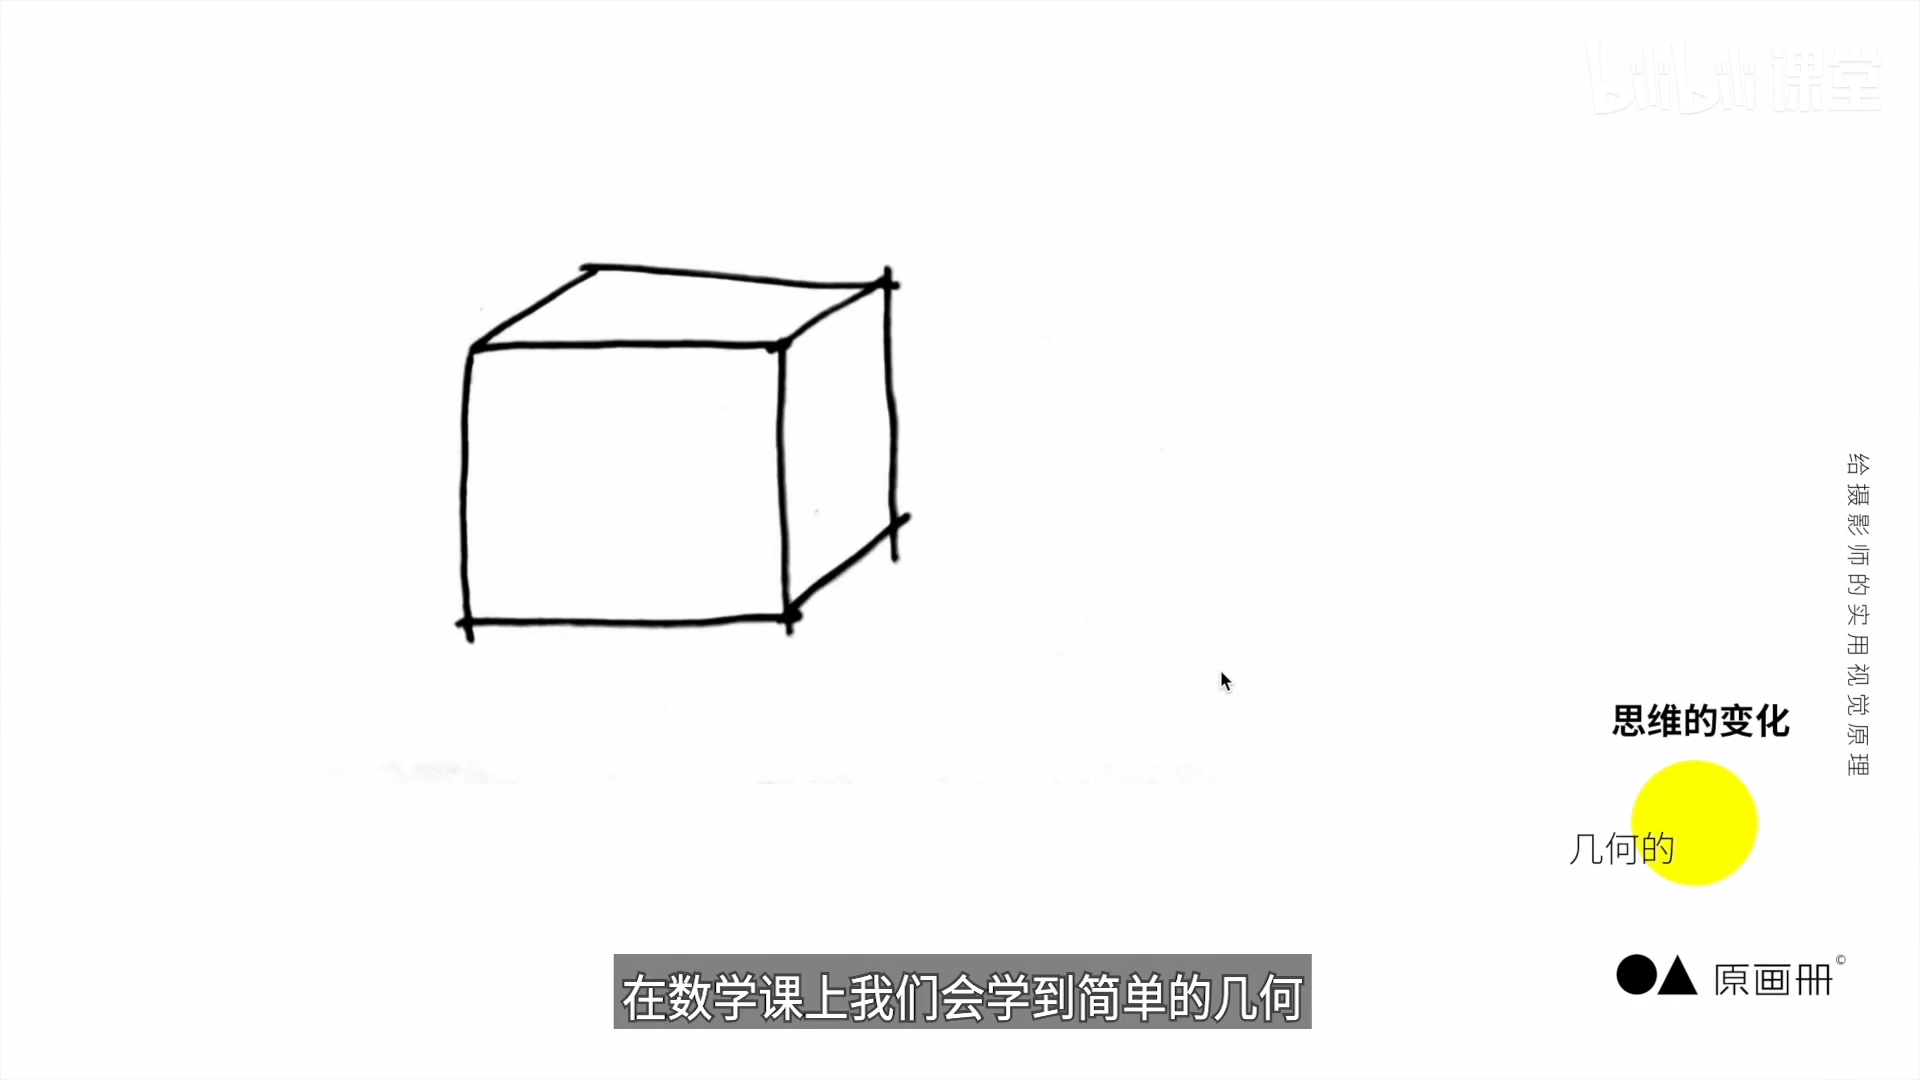 bilibili 课堂
给摄影师的实用视觉原理
思维的变化
几何的
原画册©
在数学课上我们会学到简单的几何